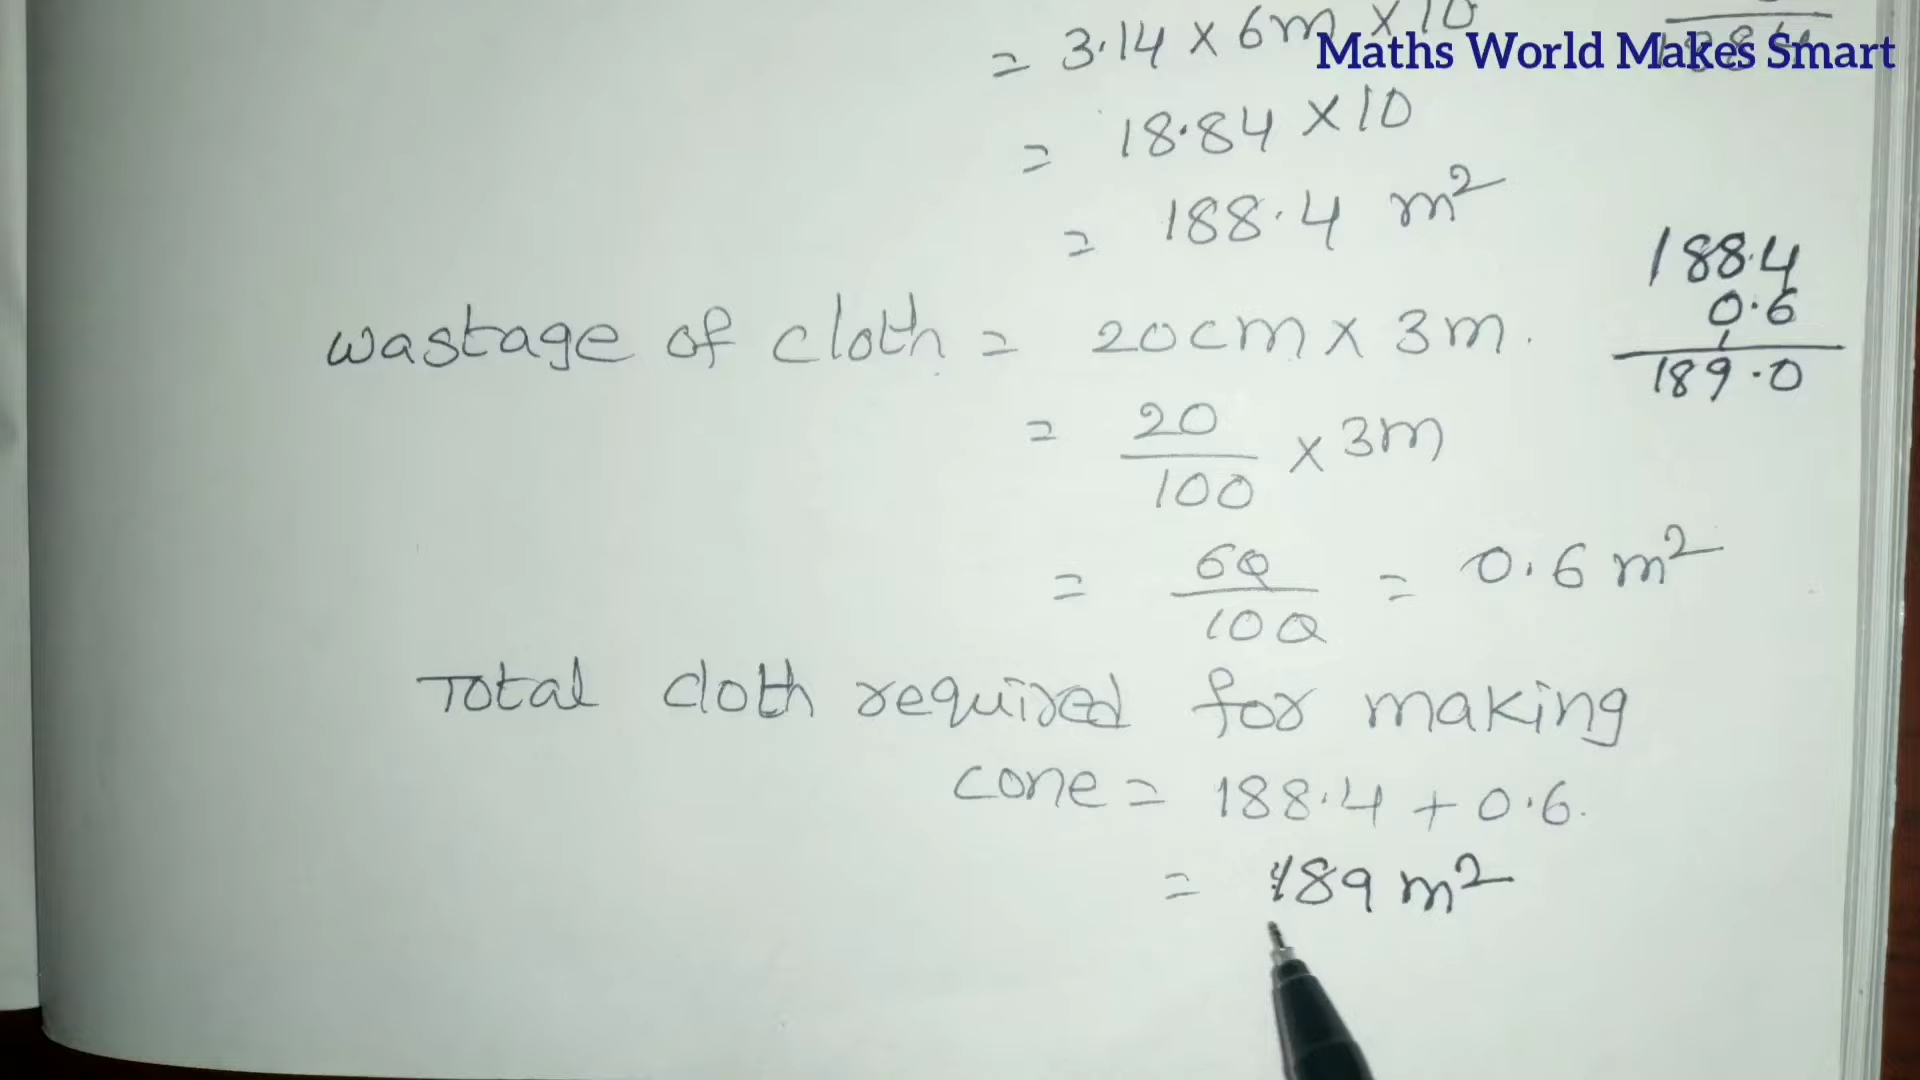 = 3.14 × 6m × 10
Maths World Makes Smart
= 18.84 × 10
= 188.4 m²
188.4
0.6
189.0
wastage of cloth = 20cm × 3m.
= 20/100 × 3m
= 60/100 = 0.6 m²
Total cloth required for making
cone = 188.4 + 0.6.
= 189 m²